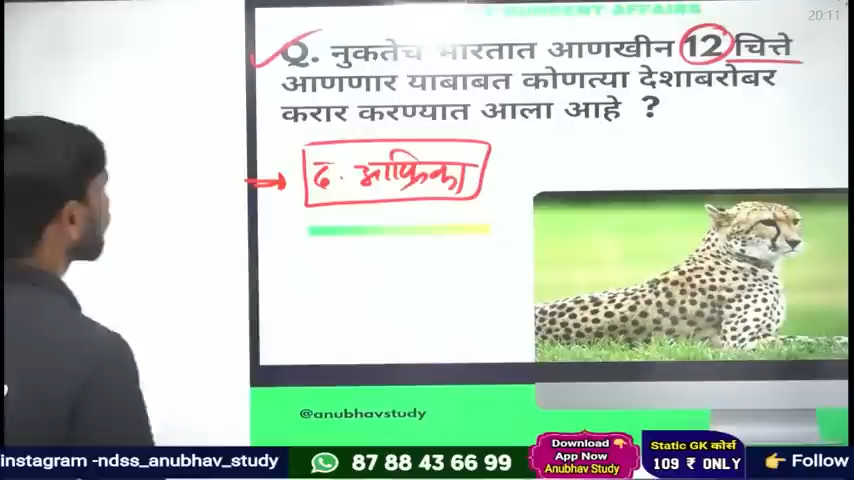 CURRENT AFFAIRS
20:11
Q. नुकतेच भारतात आणखीन 12 चित्ते
आणणार याबाबत कोणत्या देशाबरोबर
करार करण्यात आला आहे ?
द. आफ्रिका
@anubhavstudy
instagram -ndss_anubhav_study
87 88 43 66 99
Download
App Now
Anubhav Study
Static GK कोर्स
109 ₹ ONLY
Follow